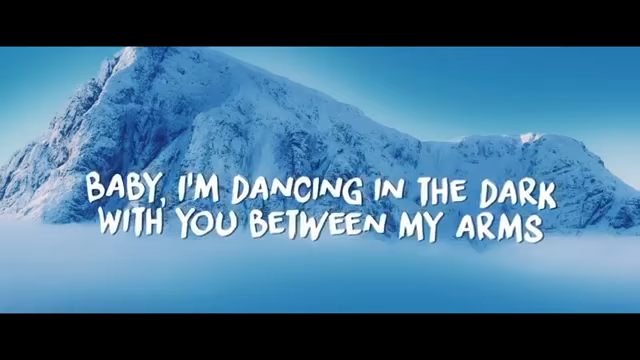 BABY, I'M DANCING IN THE DARK
WITH YOU BETWEEN MY ARMS